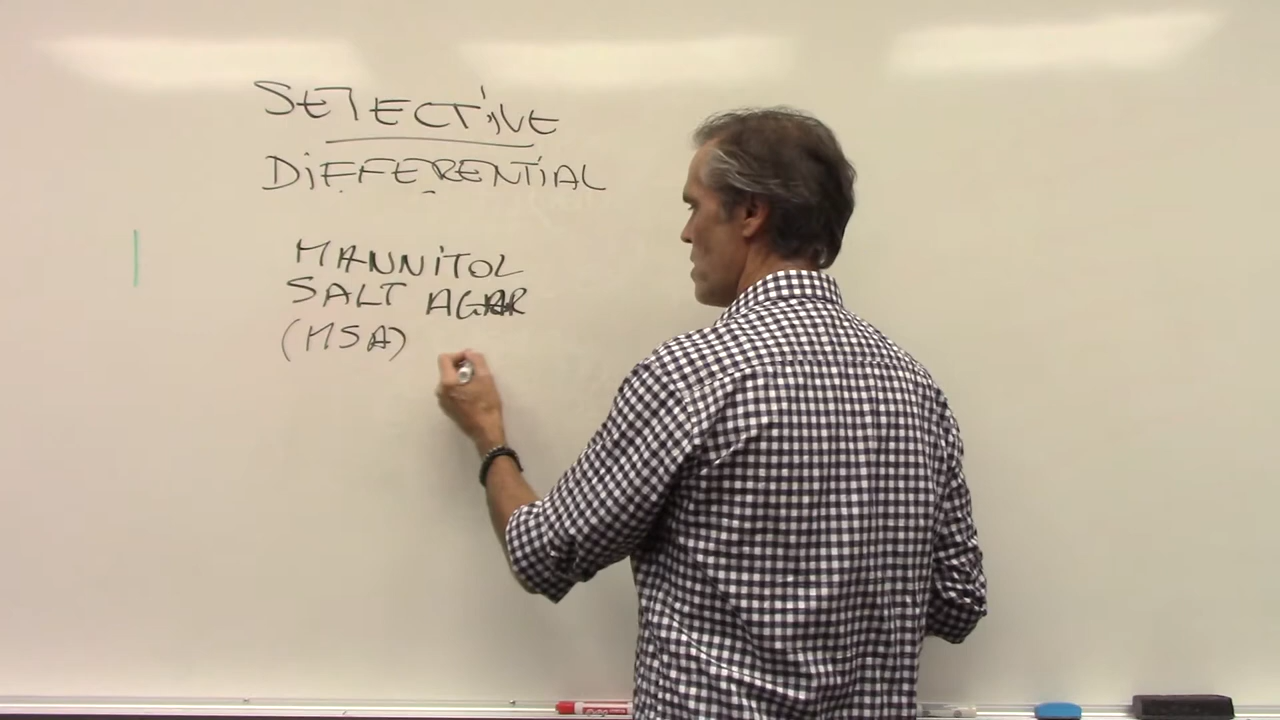 SELECTIVE
DIFFERENTIAL
MANNITOL
SALT AGAR
(MSA)